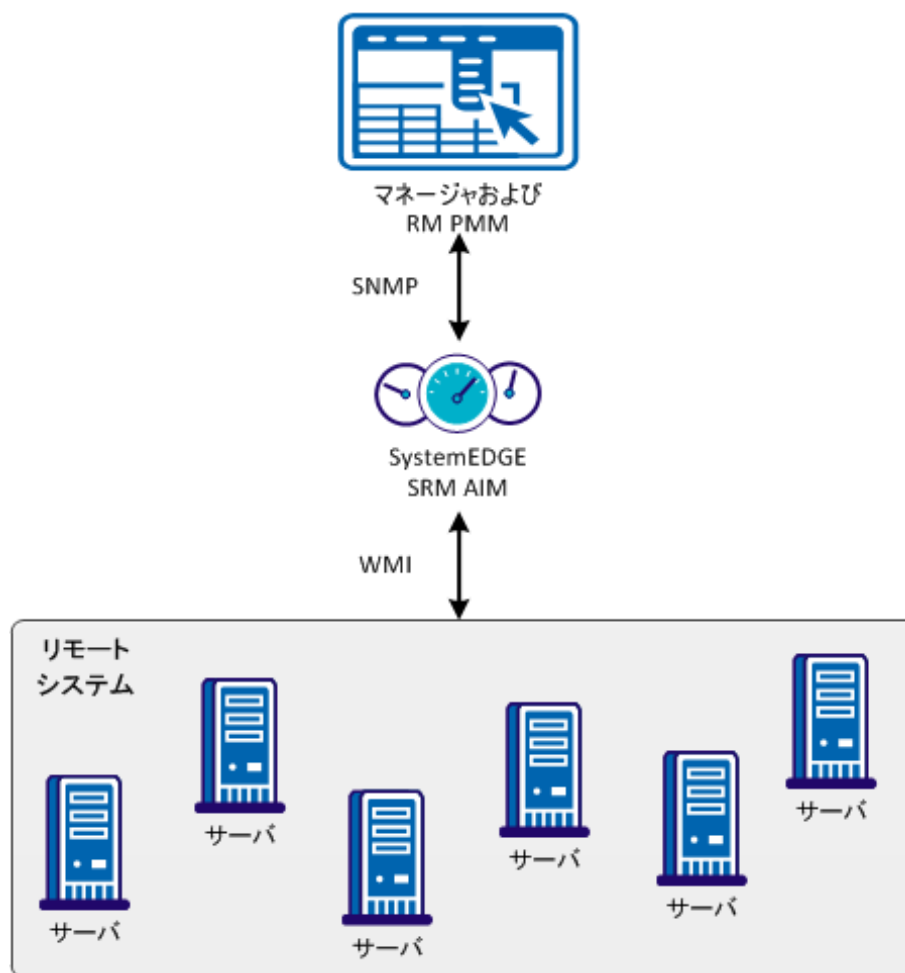 マネージャおよび
RM PMM
SNMP
SystemEDGE
SRM AIM
WMI
リモート
システム
サーバ
サーバ
サーバ
サーバ
サーバ
サーバ